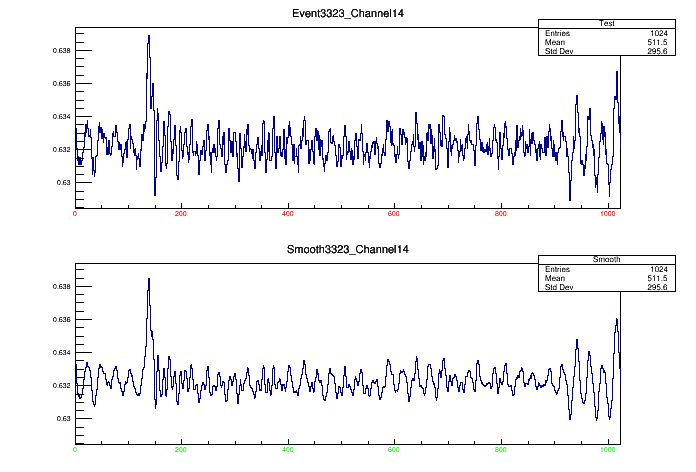 Event3323_Channel14
Test
Entries 1024
Mean 511.5
Std Dev 295.6
0.638
0.636
0.634
0.632
0.63
0 200 400 600 800 1000
Smooth3323_Channel14
Smooth
Entries 1024
Mean 511.5
Std Dev 295.6
0.638
0.636
0.634
0.632
0.63
0 200 400 600 800 1000